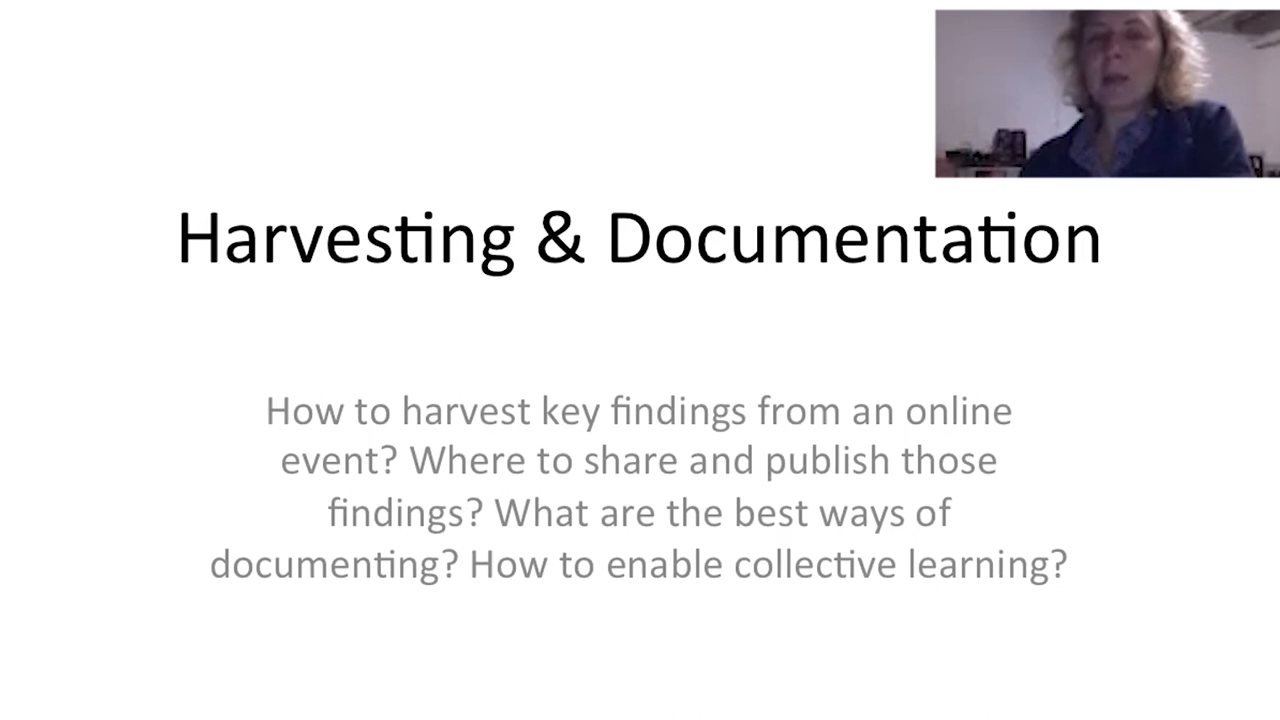 Harvesting & Documentation
How to harvest key findings from an online
event? Where to share and publish those
findings? What are the best ways of
documenting? How to enable collective learning?